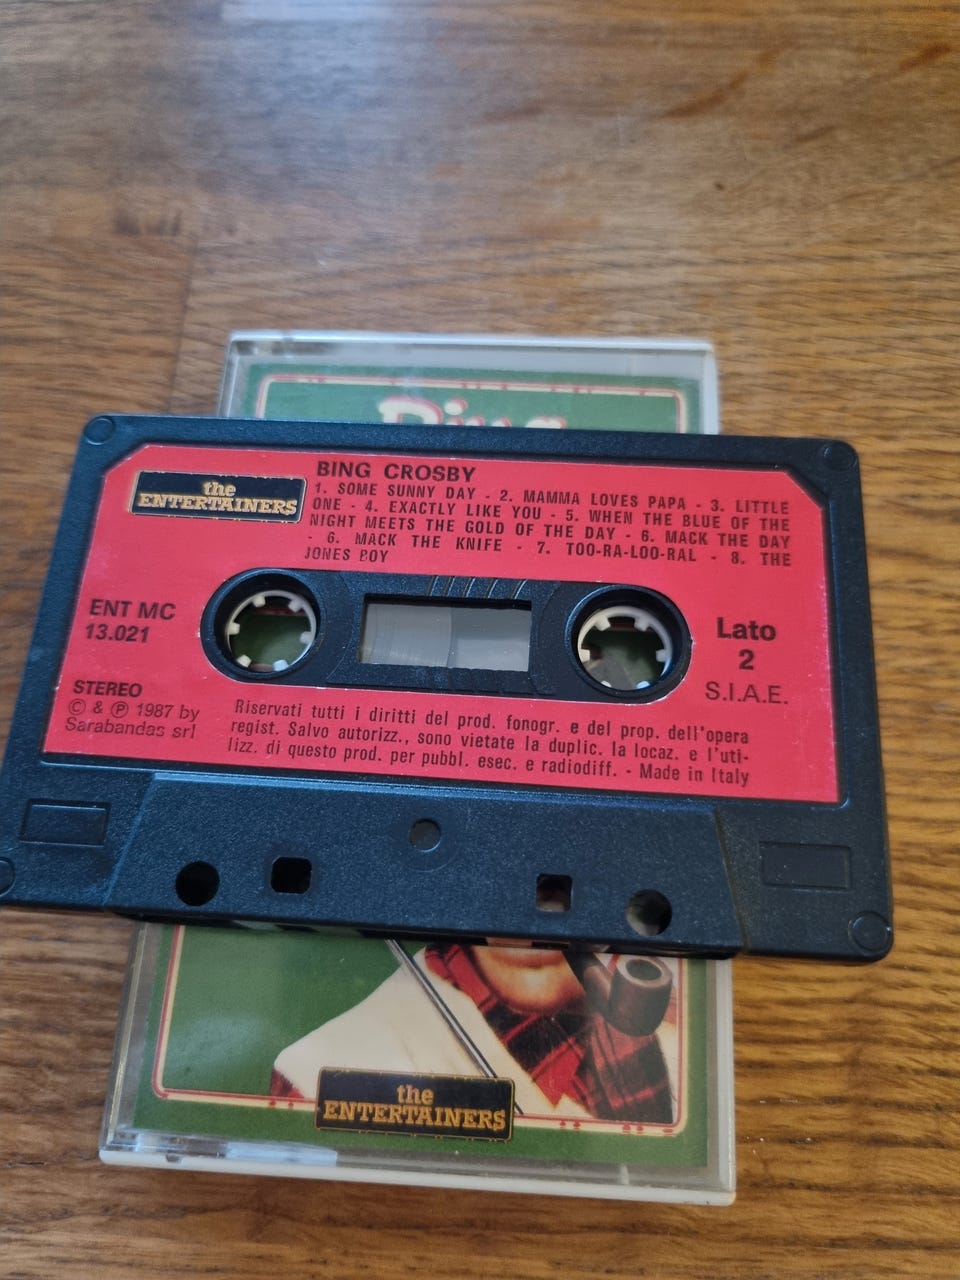 Bing
the
ENTERTAINERS
BING CROSBY
1. SOME SUNNY DAY - 2. MAMMA LOVES PAPA - 3. LITTLE
ONE - 4. EXACTLY LIKE YOU - 5. WHEN THE BLUE OF THE
NIGHT MEETS THE GOLD OF THE DAY - 6. MACK THE DAY
- 6. MACK THE KNIFE - 7. TOO-RA-LOO-RAL - 8. THE
JONES BOY
ENT MC
13.021
Lato
2
S.I.A.E.
STEREO
© & ℗ 1987 by
Sarabandas srl
Riservati tutti i diritti del prod. fonogr. e del prop. dell'opera
regist. Salvo autorizz., sono vietate la duplic. la locaz. e l'uti-
lizz. di questo prod. per pubbl. esec. e radiodiff. - Made in Italy
the
ENTERTAINERS